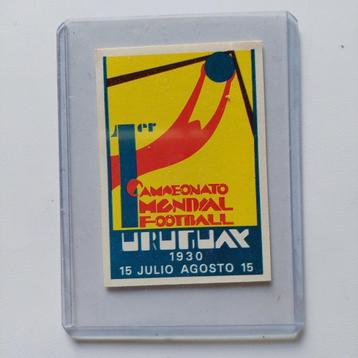 1er
CAMPEONATO
MUNDIAL
FOOTBALL
URUGUAY
1930
15 JULIO AGOSTO 15